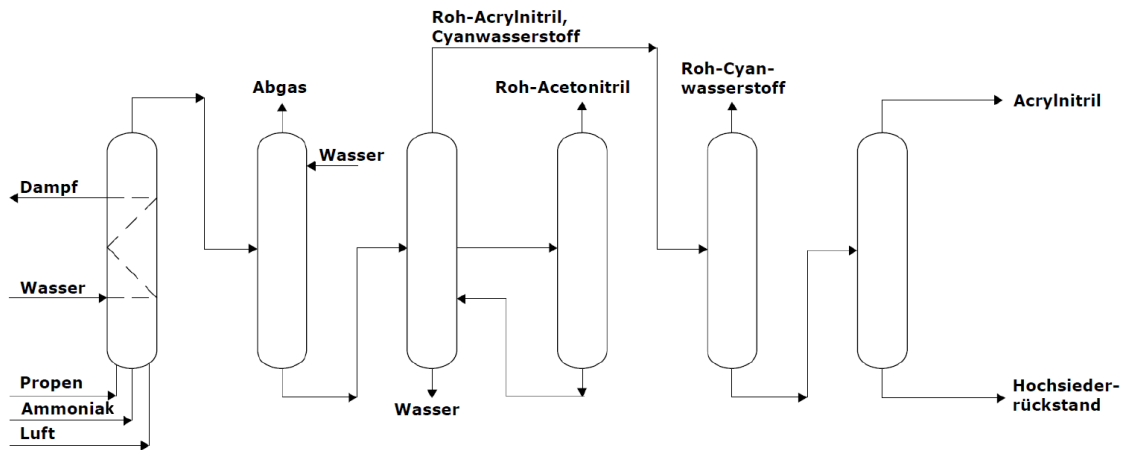 Roh-Acrylnitril,
Cyanwasserstoff
Abgas
Roh-Acetonitril
Roh-Cyan-
wasserstoff
Acrylnitril
Wasser
Dampf
Wasser
Propen
Ammoniak
Luft
Wasser
Hochsieder-
rückstand